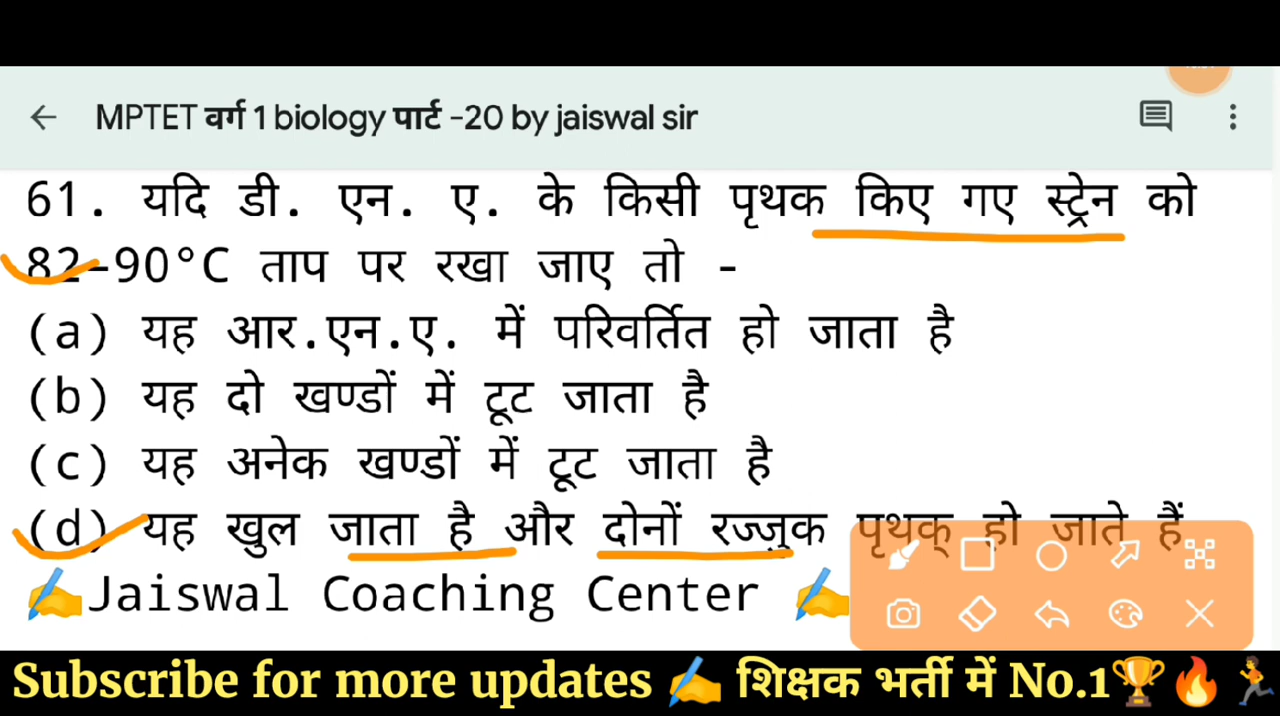 MPTET वर्ग 1 biology पार्ट -20 by jaiswal sir
61. यदि डी. एन. ए. के किसी पृथक किए गए स्ट्रेन को
82-90°C ताप पर रखा जाए तो -
(a) यह आर.एन.ए. में परिवर्तित हो जाता है
(b) यह दो खण्डों में टूट जाता है
(c) यह अनेक खण्डों में टूट जाता है
(d) यह खुल जाता है और दोनों रज्जुक पृथक् हो जाते हैं
✍️Jaiswal Coaching Center ✍️
Subscribe for more updates ✍️ शिक्षक भर्ती में No.1🏆🔥🏃